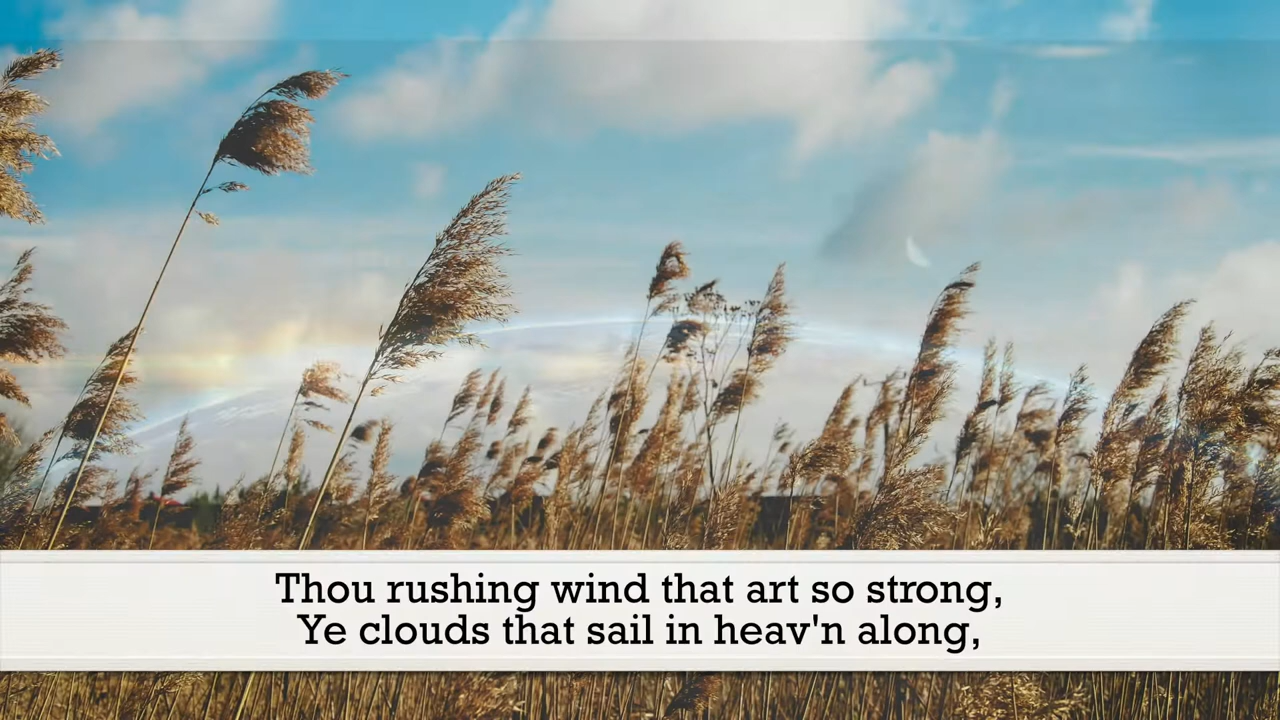 Thou rushing wind that art so strong,
Ye clouds that sail in heav'n along,